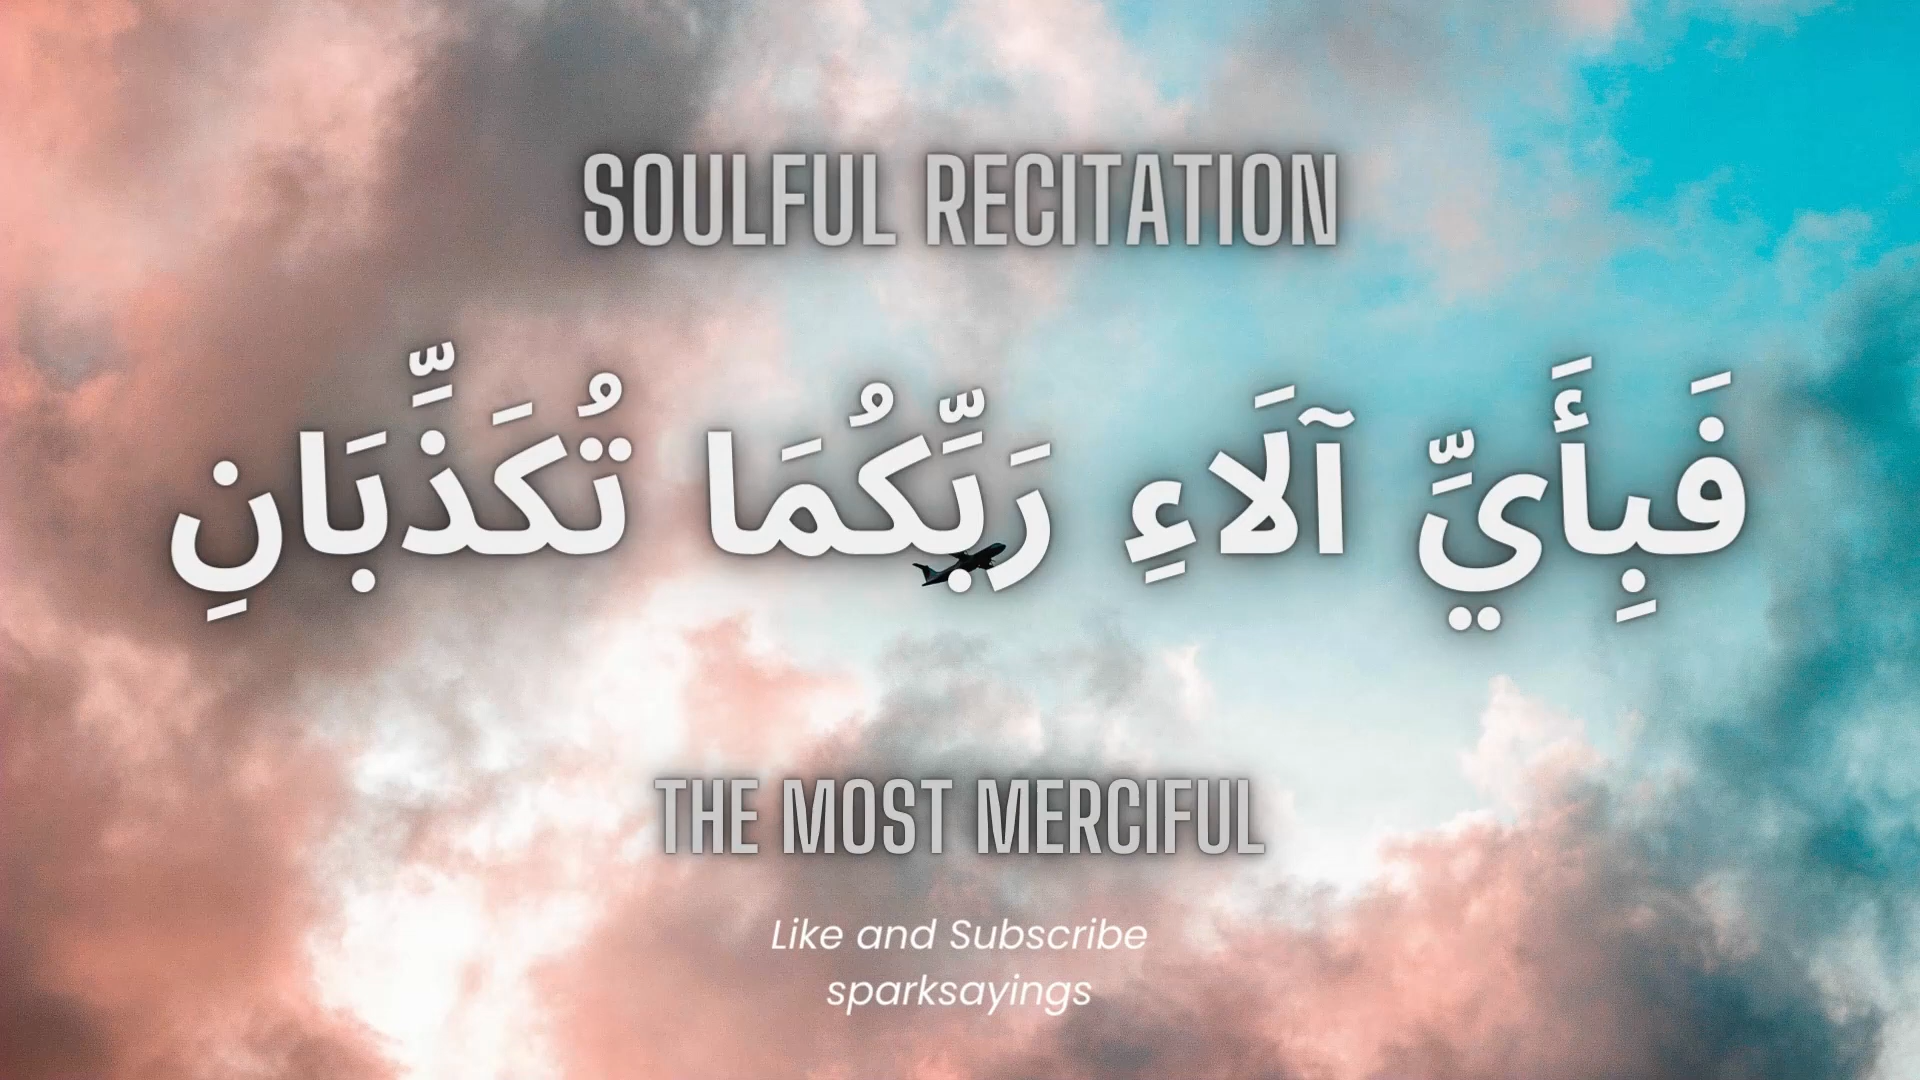 SOULFUL RECITATION
فَبِأَيِّ آلَاءِ رَبِّكُمَا تُكَذِّبَانِ
THE MOST MERCIFUL
Like and Subscribe
sparksayings